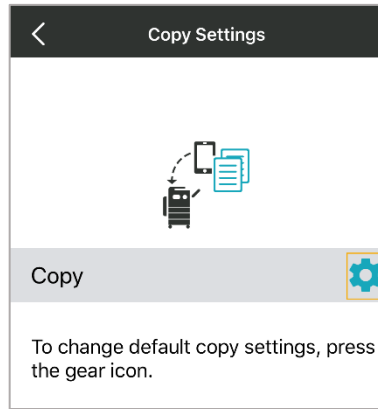 Copy Settings
Copy
To change default copy settings, press
the gear icon.